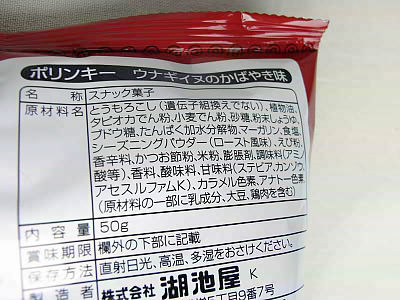 ポリンキー ウナギイヌのかばやき味
名 称 スナック菓子
原材料名 とうもろこし(遺伝子組換えでない)、植物油、
タピオカでん粉、小麦でん粉、砂糖、粉末しょうゆ、
ブドウ糖、たんぱく加水分解物、マーガリン、食塩、
シーズニングパウダー(ローストしょうゆ風味)、えび粉、
香辛料、かつお節粉、米粉、膨脹剤、調味料(アミノ
酸等)、香料、酸味料、甘味料(ステビア、カンゾウ、
アセスルファムK)、カラメル色素、アナトー色素
(原材料の一部に乳成分、大豆、鶏肉を含む)
内 容 量 50g
賞味期限 欄外の下部に記載
保存方法 直射日光、高温、多湿をおさけください。
製 造 者 株式会社 湖池屋 K
5丁目9番7号